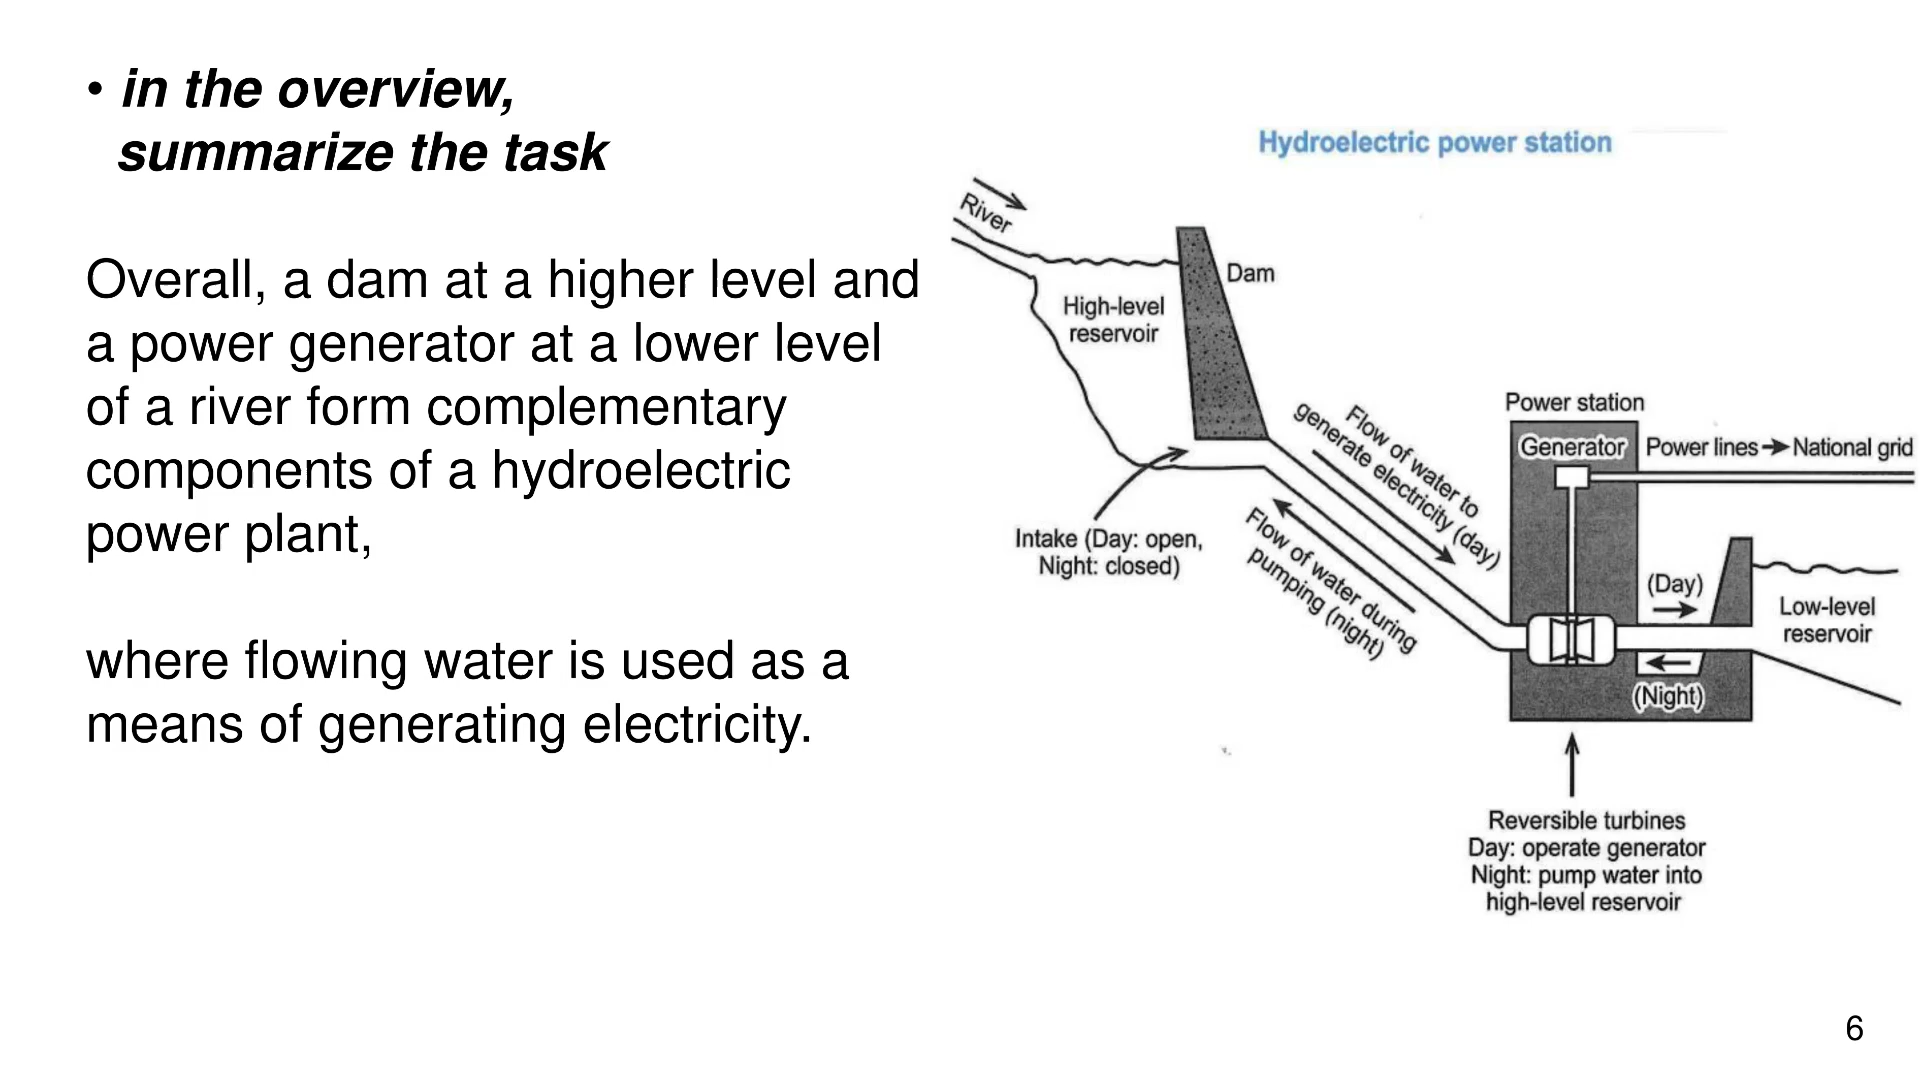 • in the overview,
summarize the task
Overall, a dam at a higher level and
a power generator at a lower level
of a river form complementary
components of a hydroelectric
power plant,
where flowing water is used as a
means of generating electricity.
Hydroelectric power station
River
Dam
High-level
reservoir
Intake (Day: open,
Night: closed)
Flow of water to
generate electricity (day)
Flow of water during
pumping (night)
Power station
Generator
Power lines → National grid
(Day)
(Night)
Low-level
reservoir
Reversible turbines
Day: operate generator
Night: pump water into
high-level reservoir
6